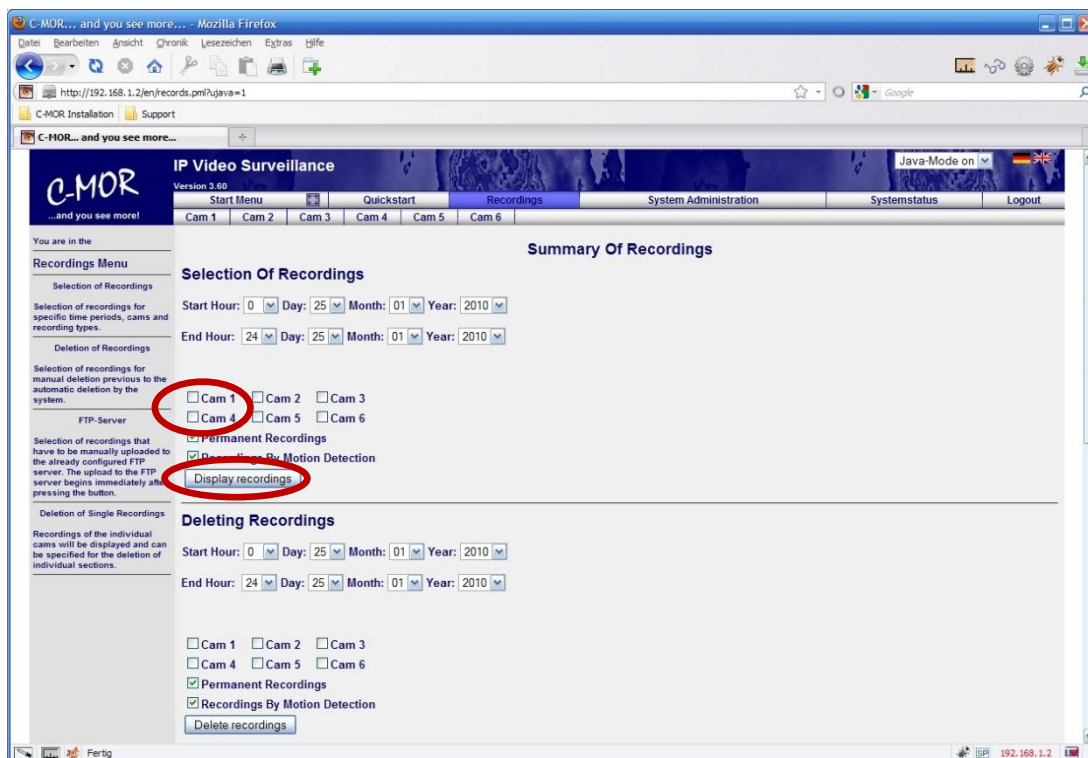 C-MOR... and you see more... - Mozilla Firefox
Datei Bearbeiten Ansicht Chronik Lesezeichen Extras Hilfe
http://192.168.1.2/en/records.pml?ujava=1
Google
C-MOR Installation Support
C-MOR... and you see more...
C-MOR
...and you see more!
IP Video Surveillance
Version 3.60
Java-Mode on
Start Menu Quickstart Recordings System Administration Systemstatus Logout
Cam 1 Cam 2 Cam 3 Cam 4 Cam 5 Cam 6
You are in the
Recordings Menu
Selection of Recordings
Selection of recordings for
specific time periods, cams and
recording types.
Deletion of Recordings
Selection of recordings for
manual deletion previous to the
automatic deletion by the
system.
FTP-Server
Selection of recordings that
have to be manually uploaded to
the already configured FTP
server. The upload to the FTP
server begins immediately after
pressing the button.
Deletion of Single Recordings
Recordings of the individual
cams will be displayed and can
be specified for the deletion of
individual sections.
Summary Of Recordings
Selection Of Recordings
Start Hour: 0 Day: 25 Month: 01 Year: 2010
End Hour: 24 Day: 25 Month: 01 Year: 2010
Cam 1 Cam 2 Cam 3
Cam 4 Cam 5 Cam 6
Permanent Recordings
Recordings By Motion Detection
Display recordings
Deleting Recordings
Start Hour: 0 Day: 25 Month: 01 Year: 2010
End Hour: 24 Day: 25 Month: 01 Year: 2010
Cam 1 Cam 2 Cam 3
Cam 4 Cam 5 Cam 6
Permanent Recordings
Recordings By Motion Detection
Delete recordings
Fertig
SP 192.168.1.2